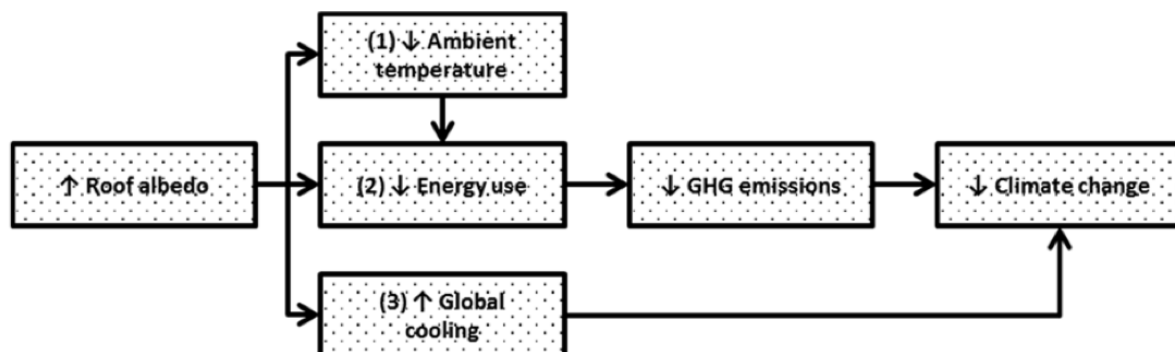 (1) ↓ Ambient
temperature
↑ Roof albedo
(2) ↓ Energy use
↓ GHG emissions
↓ Climate change
(3) ↑ Global
cooling